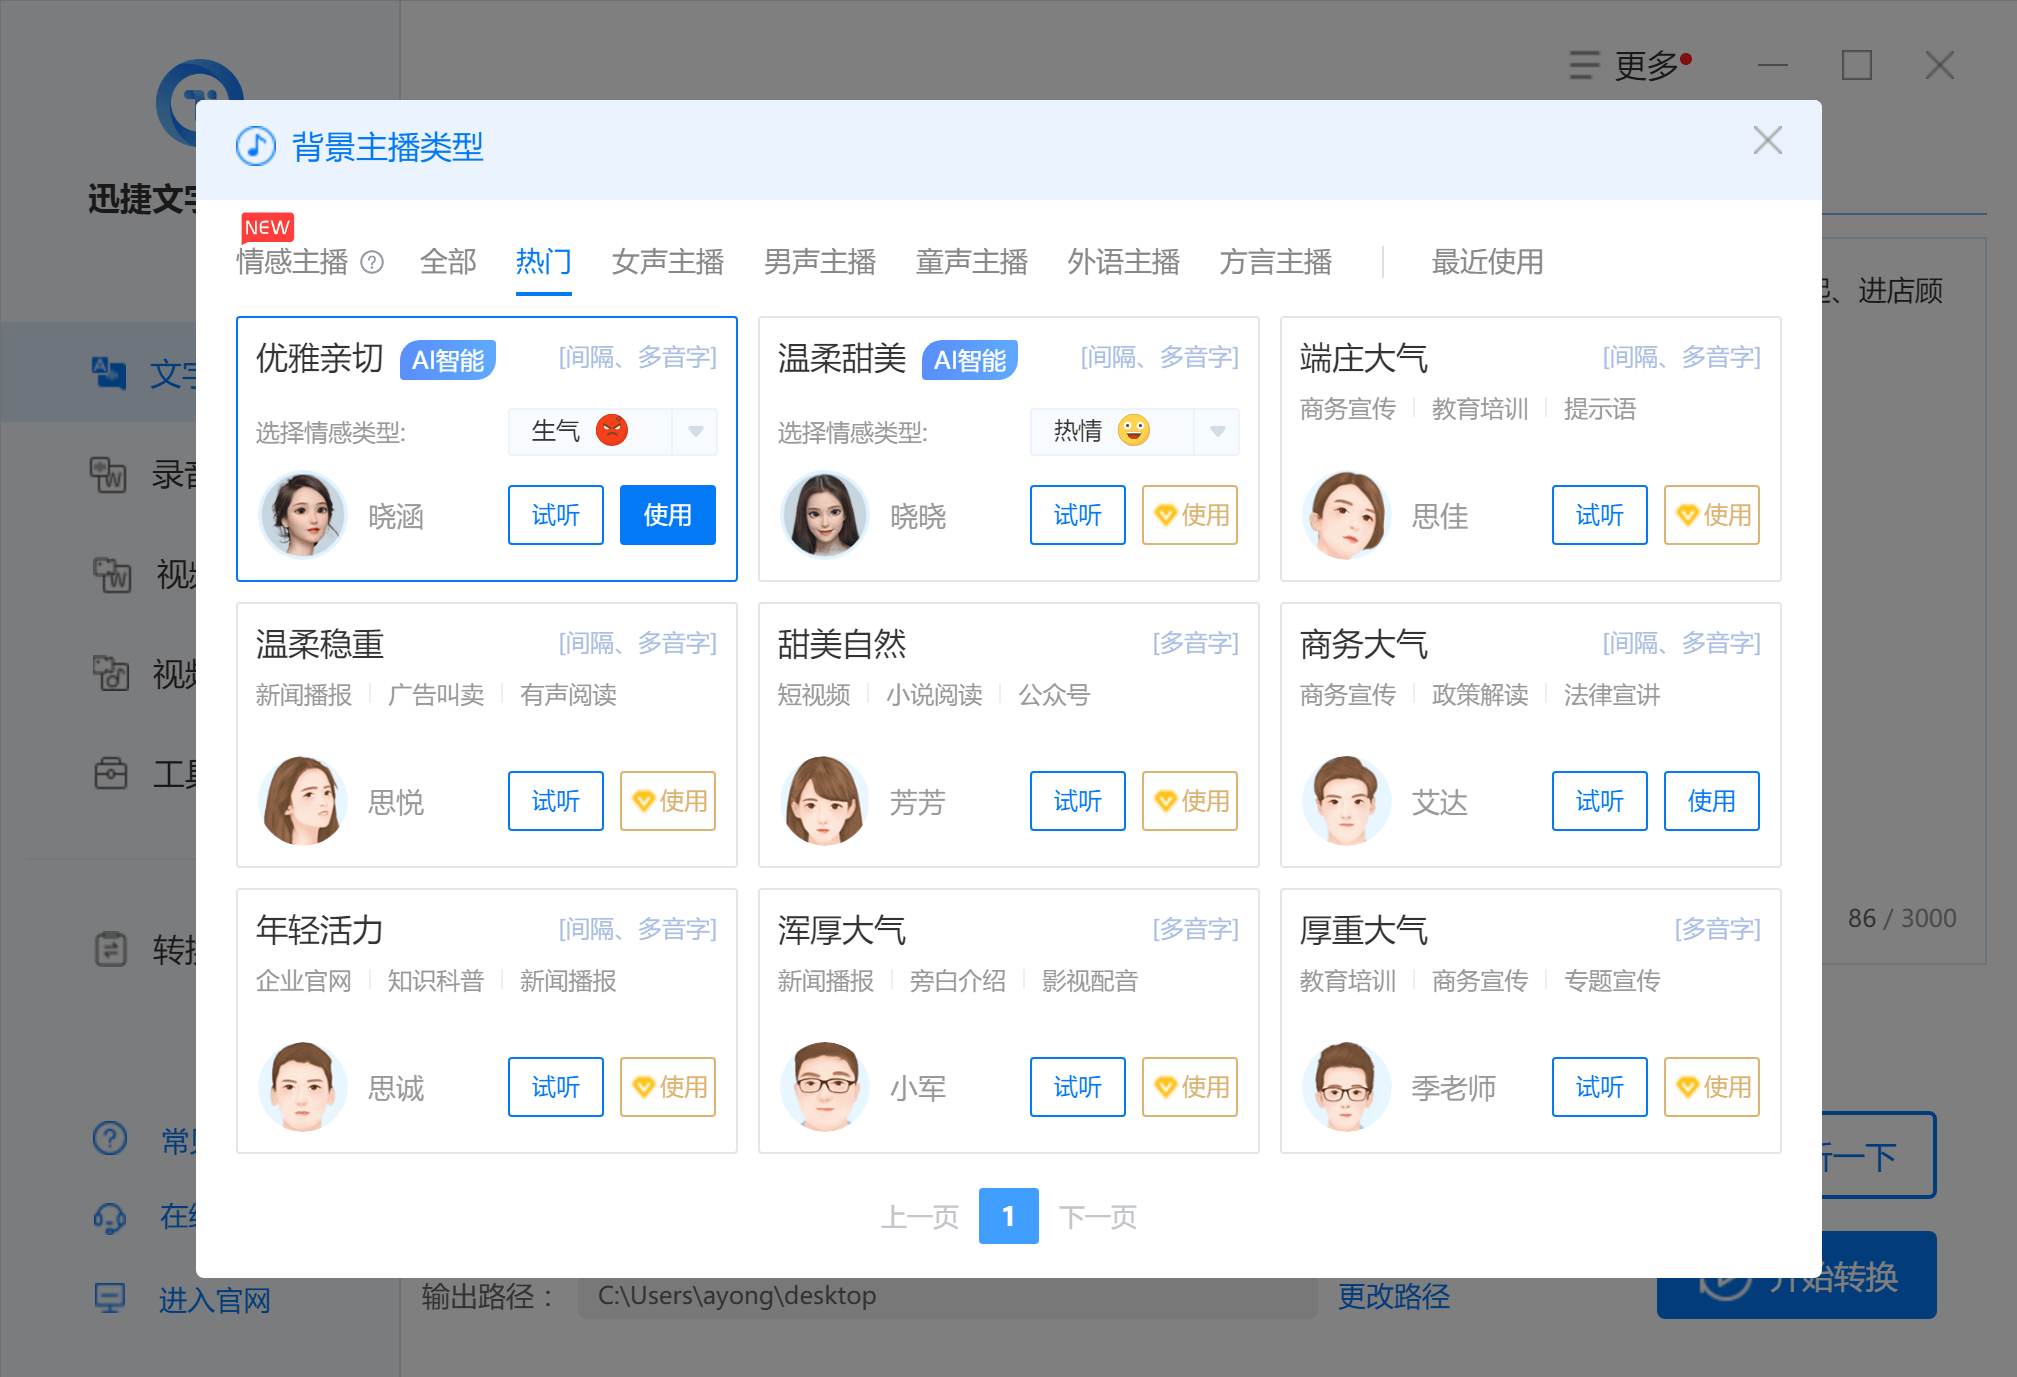 更多
迅捷文字
背景主播类型
NEW
情感主播 ? 全部 热门 女声主播 男声主播 童声主播 外语主播 方言主播 最近使用
、进店顾
优雅亲切 AI智能 [间隔、多音字]
选择情感类型: 生气
晓涵 试听 使用
温柔甜美 AI智能 [间隔、多音字]
选择情感类型: 热情
晓晓 试听 使用
端庄大气 [间隔、多音字]
商务宣传 教育培训 提示语
思佳 试听 使用
文字
录音
视频
视频
工具
转换
温柔稳重 [间隔、多音字]
新闻播报 广告叫卖 有声阅读
思悦 试听 使用
甜美自然 [多音字]
短视频 小说阅读 公众号
芳芳 试听 使用
商务大气 [间隔、多音字]
商务宣传 政策解读 法律宣讲
艾达 试听 使用
年轻活力 [间隔、多音字]
企业官网 知识科普 新闻播报
思诚 试听 使用
浑厚大气 [多音字]
新闻播报 旁白介绍 影视配音
小军 试听 使用
厚重大气 [多音字]
教育培训 商务宣传 专题宣传
季老师 试听 使用
86 / 3000
常见
在线
进入官网
听一下
上一页 1 下一页
输出路径： C:\Users\ayong\desktop 更改路径
开始转换